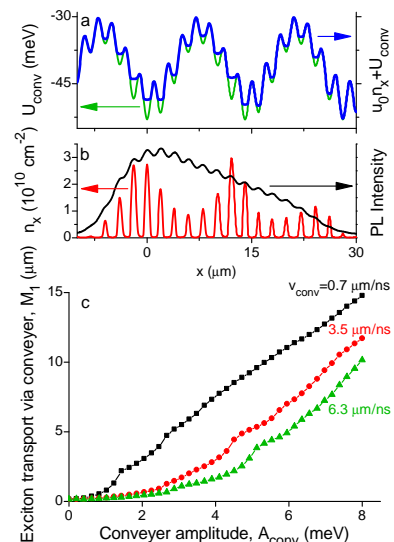 a
-30
-45
U_conv (meV)
u_0n_x+U_conv
b
3
2
1
0
n_x (10^10 cm^-2)
PL Intensity
0 15 30
x (μm)
c
v_conv=0.7 μm/ns
3.5 μm/ns
6.3 μm/ns
15
10
5
0
Exciton transport via conveyer, M_1 (μm)
0 2 4 6 8
Conveyer amplitude, A_conv (meV)